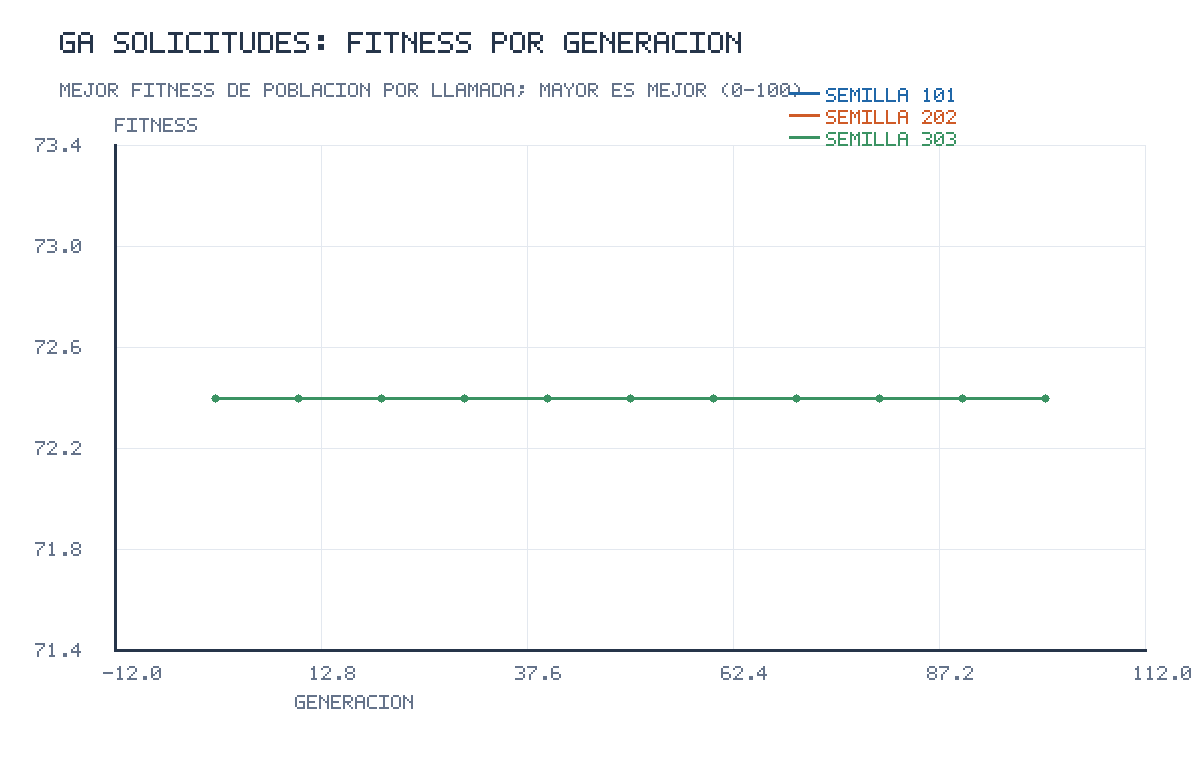 GA SOLICITUDES: FITNESS POR GENERACION
MEJOR FITNESS DE POBLACION POR LLAMADA; MAYOR ES MEJOR (0-100)
SEMILLA 101
SEMILLA 202
SEMILLA 303
FITNESS
73.4
73.0
72.6
72.2
71.8
71.4
-12.0 12.8 37.6 62.4 87.2 112.0
GENERACION